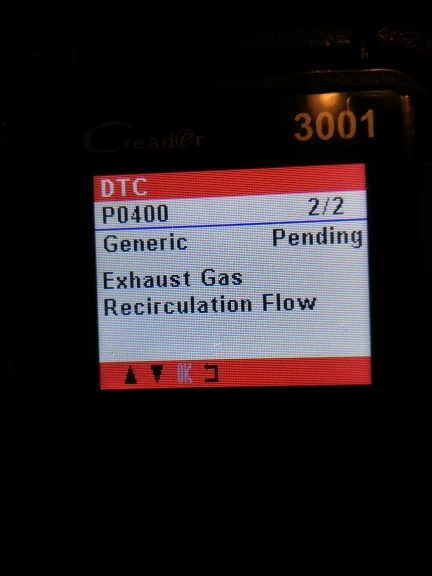 Creader 3001
DTC
P0400 2/2
Generic Pending
Exhaust Gas
Recirculation Flow
OK